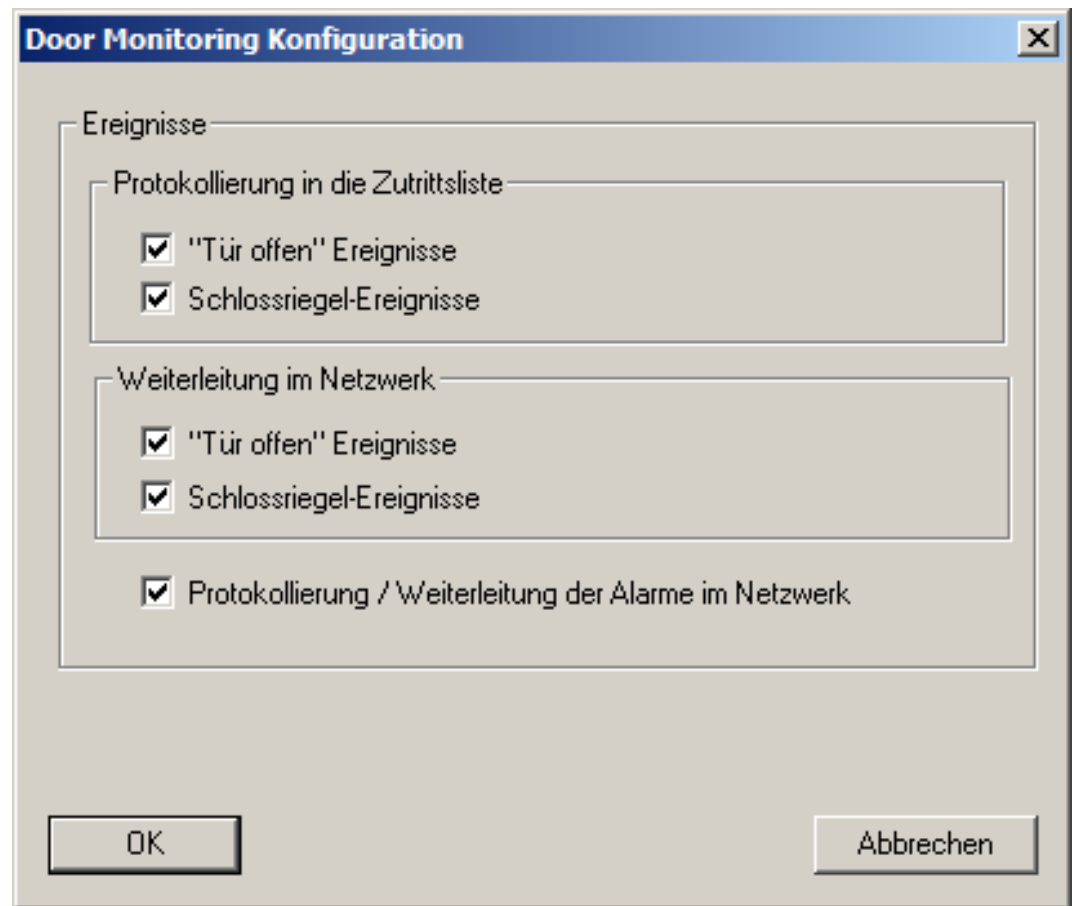 Door Monitoring Konfiguration
Ereignisse
Protokollierung in die Zutrittsliste
"Tür offen" Ereignisse
Schlossriegel-Ereignisse
Weiterleitung im Netzwerk
"Tür offen" Ereignisse
Schlossriegel-Ereignisse
Protokollierung / Weiterleitung der Alarme im Netzwerk
OK
Abbrechen